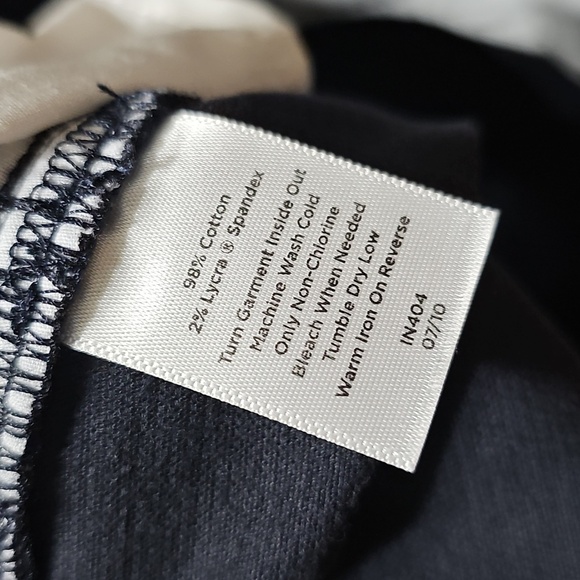 98% Cotton
2% Lycra ® Spandex
Turn Garment Inside Out
Machine Wash Cold
Only Non-Chlorine
Bleach When Needed
Tumble Dry Low
Warm Iron On Reverse
IN404
07/10